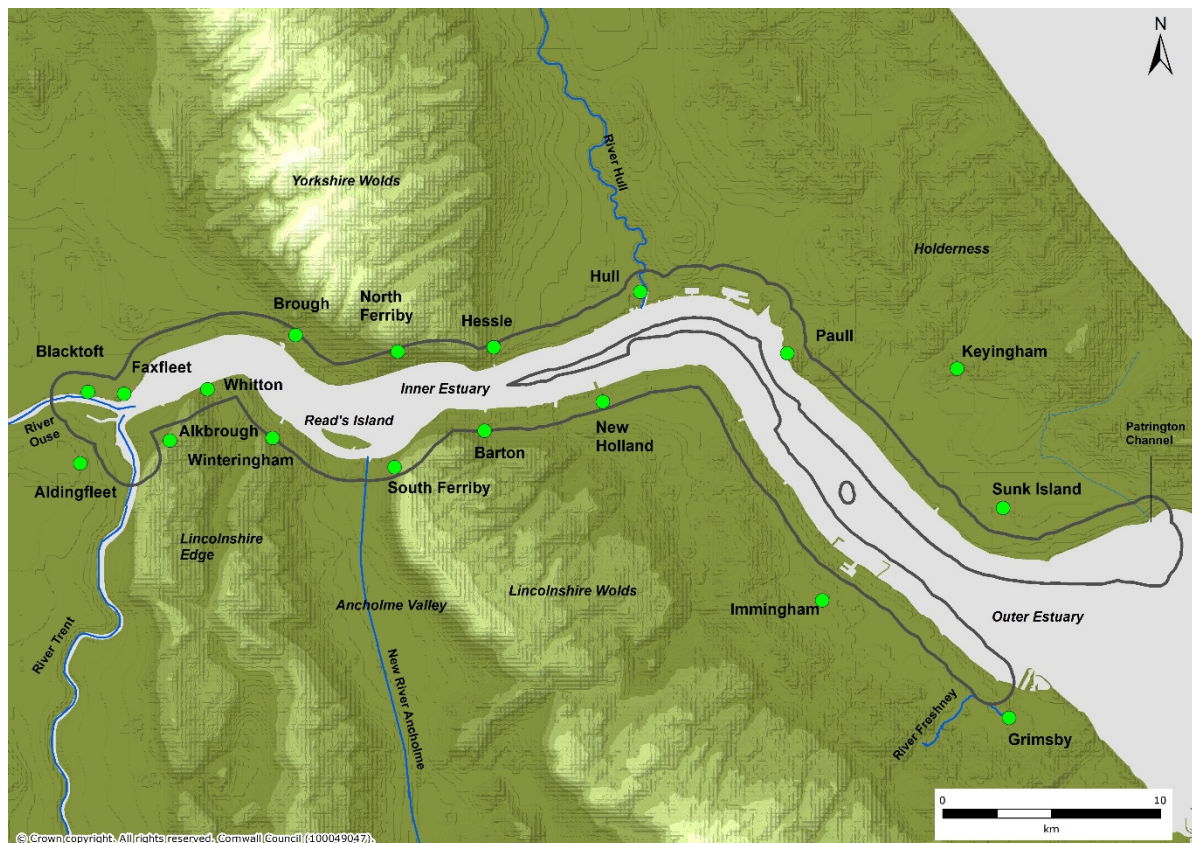 N
River Hull
Yorkshire Wolds
Holderness
Hull
Brough
North
Ferriby
Hessle
Paull
Keyingham
Blacktoft
Faxfleet
Whitton
Inner Estuary
Read's Island
River
Ouse
Alkbrough
Winteringham
Barton
New
Holland
Patrington
Channel
Aldingfleet
South Ferriby
Sunk Island
Lincolnshire
Edge
Ancholme Valley
Lincolnshire Wolds
Immingham
Outer Estuary
River Trent
New River Ancholme
River Freshney
Grimsby
0 10
km
© Crown copyright. All rights reserved. Cornwall Council (100049047).